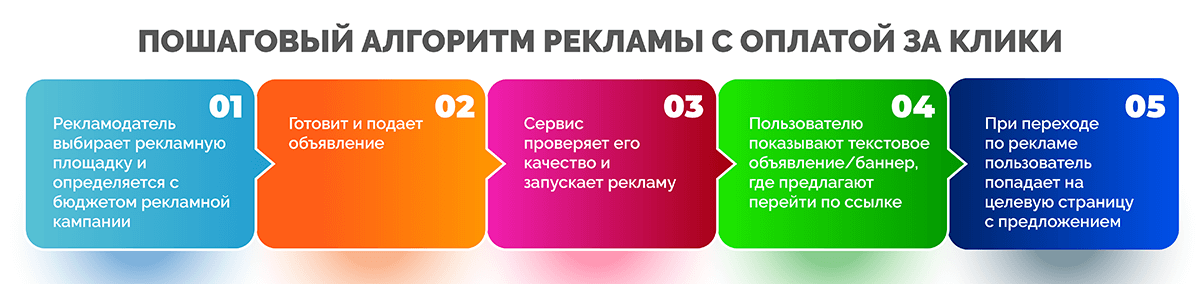 ПОШАГОВЫЙ АЛГОРИТМ РЕКЛАМЫ С ОПЛАТОЙ ЗА КЛИКИ
01
Рекламодатель
выбирает рекламную
площадку и
определяется с
бюджетом рекламной
кампании
02
Готовит и подает
объявление
03
Сервис
проверяет его
качество и
запускает рекламу
04
Пользователю
показывают текстовое
объявление/баннер,
где предлагают
перейти по ссылке
05
При переходе
по рекламе
пользователь
попадает на
целевую страницу
с предложением